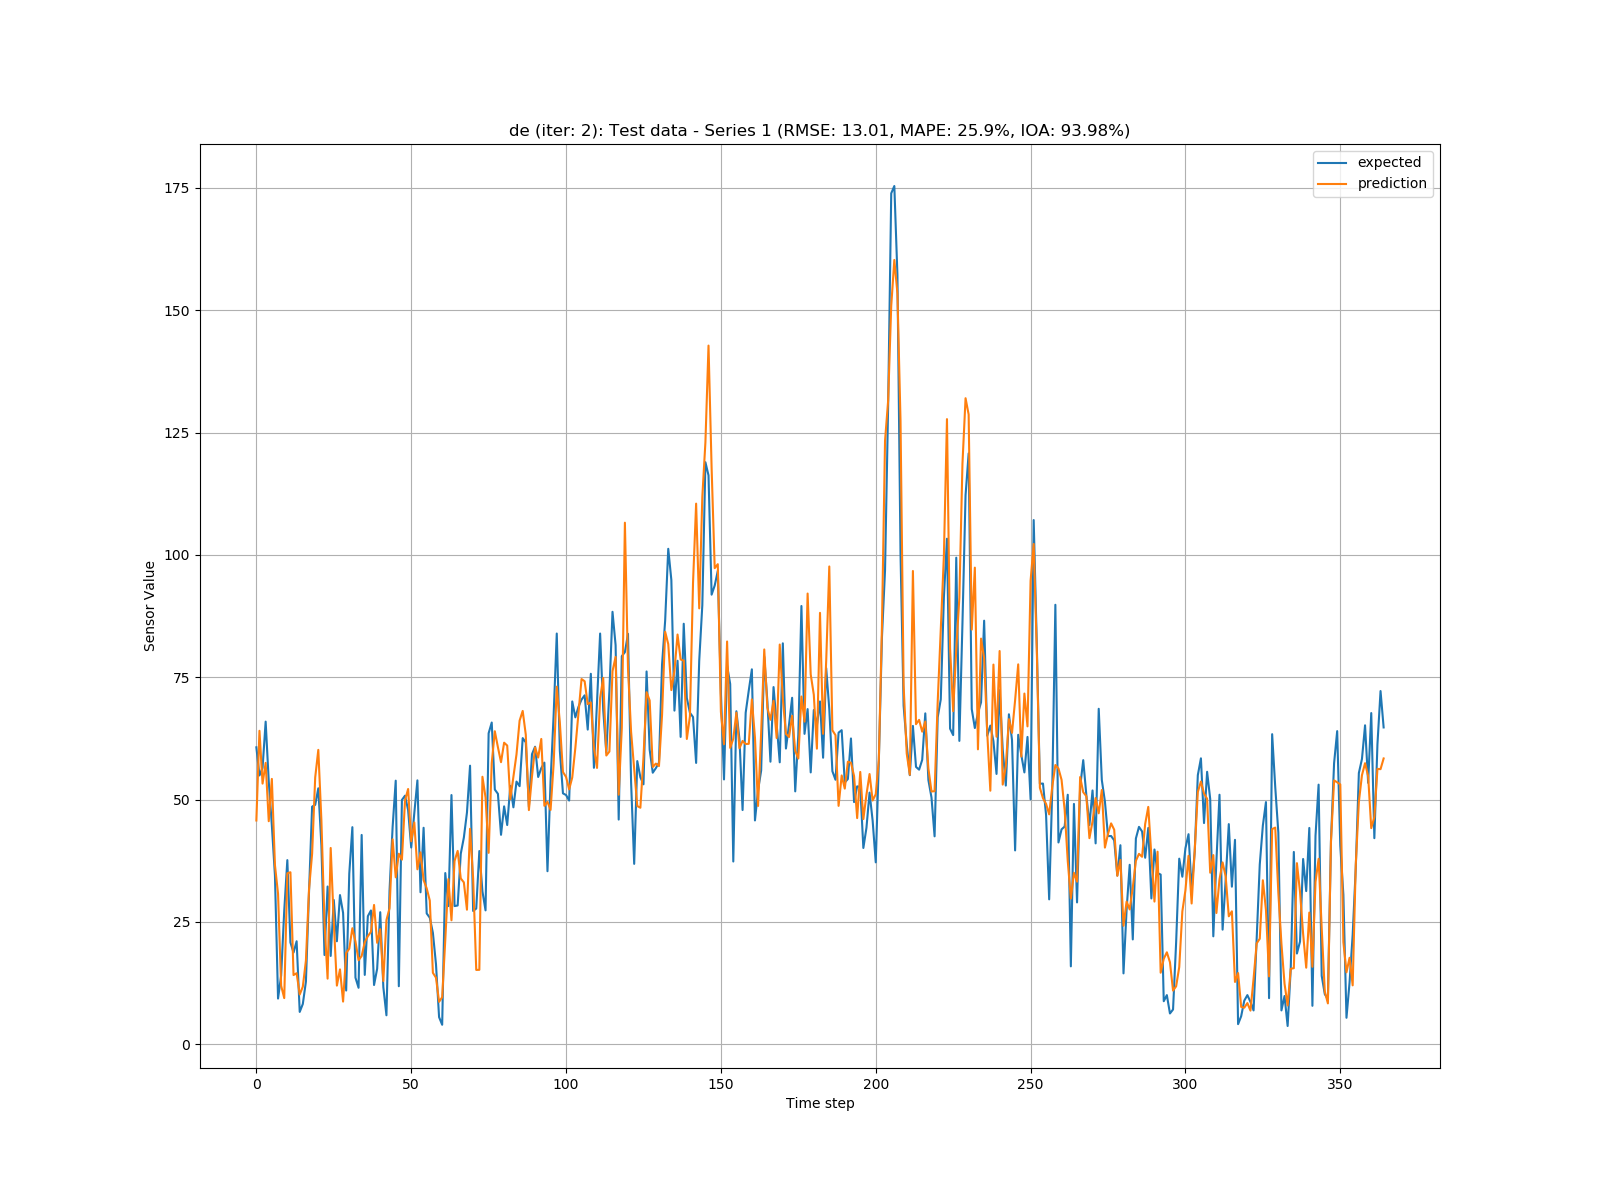 de (iter: 2): Test data - Series 1 (RMSE: 13.01, MAPE: 25.9%, IOA: 93.98%)
expected
prediction
175
150
125
100
75
50
25
0
Sensor Value
0 50 100 150 200 250 300 350
Time step